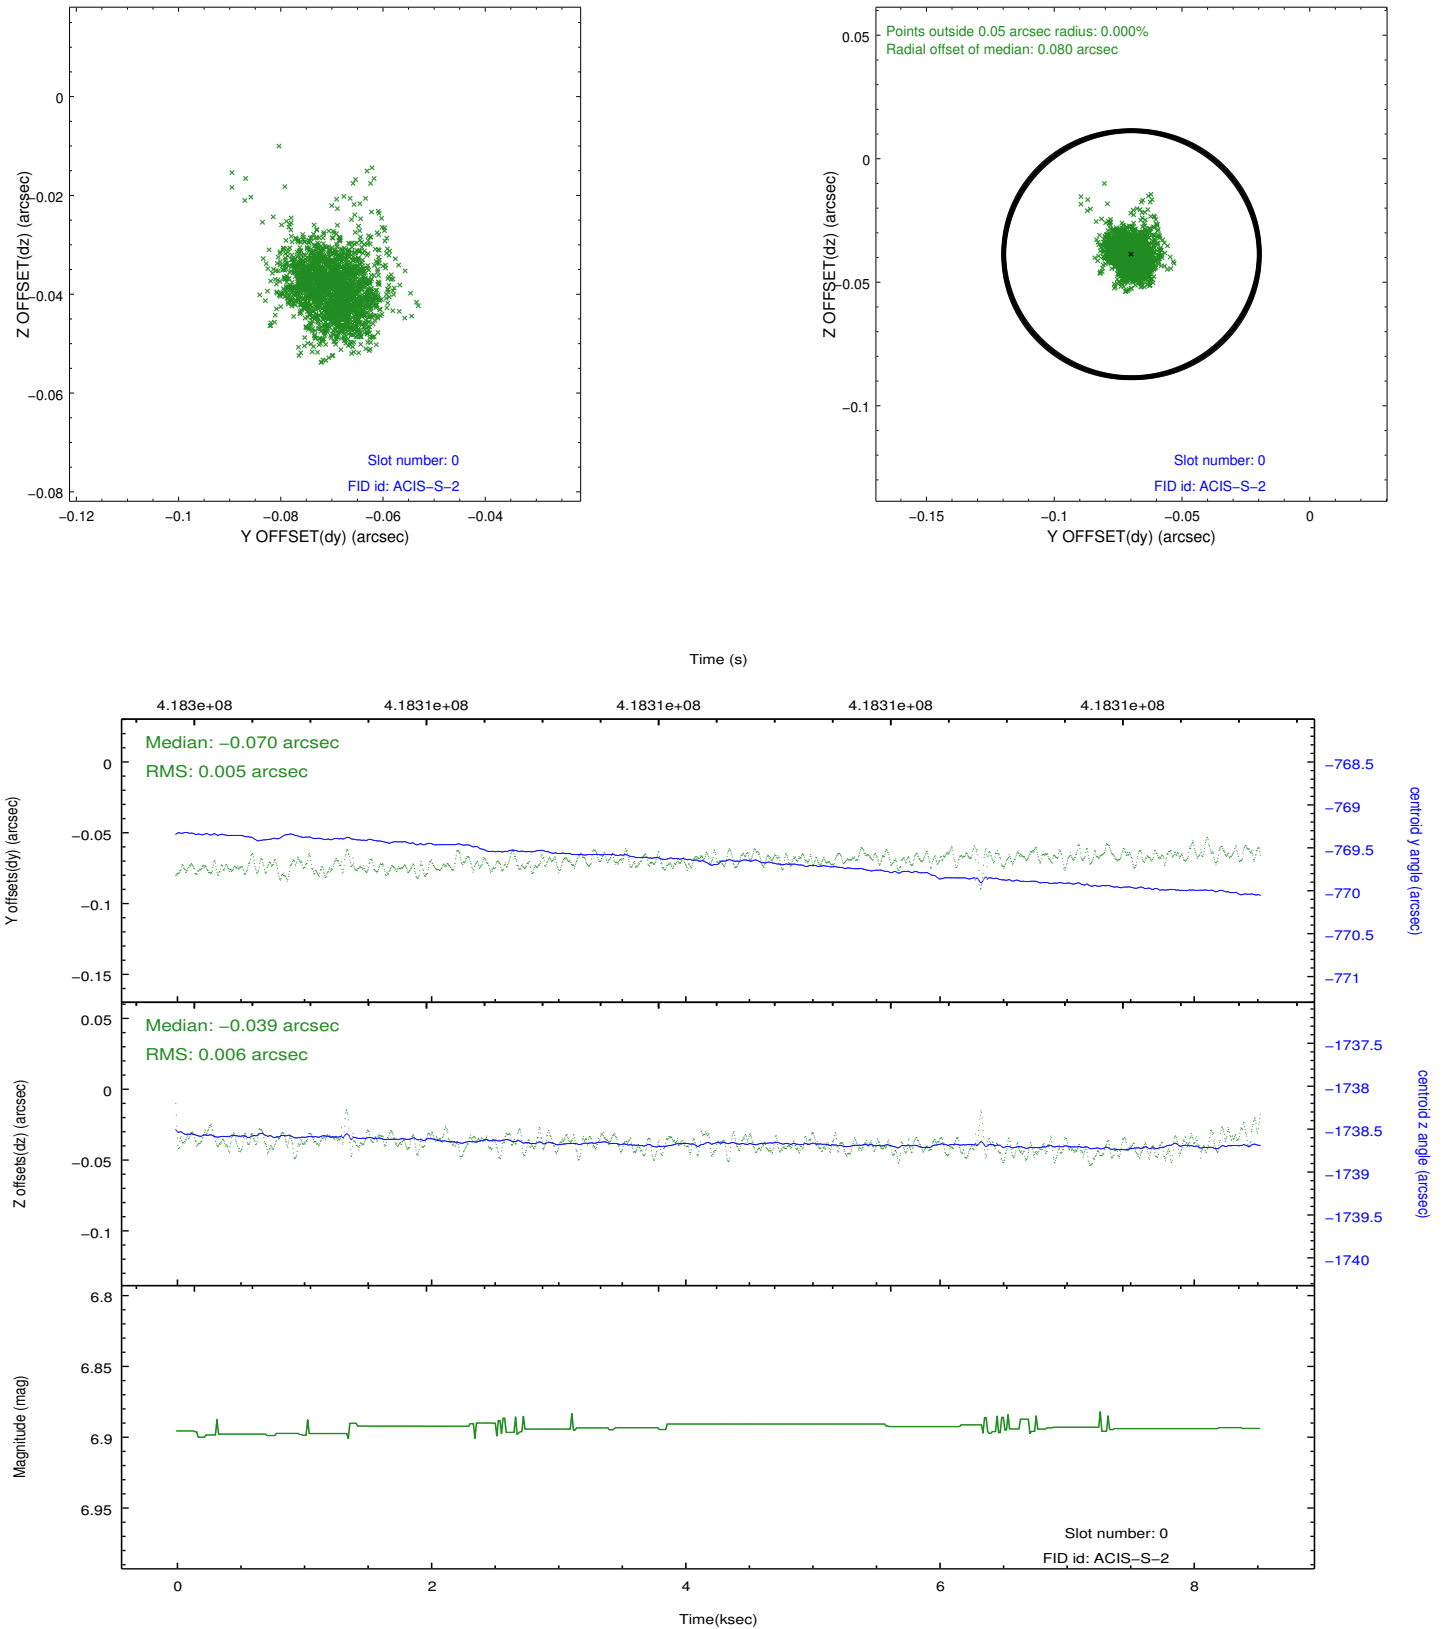 0
−0.02
−0.04
−0.06
−0.08
Z OFFSET(dz) (arcsec)
Slot number: 0
FID id: ACIS−S−2
−0.12
−0.1
−0.08
−0.06
−0.04
Y OFFSET(dy) (arcsec)
Points outside 0.05 arcsec radius: 0.000%
Radial offset of median: 0.080 arcsec
0.05
0
−0.05
−0.1
Z OFFSET(dz) (arcsec)
Slot number: 0
FID id: ACIS−S−2
−0.15
−0.1
−0.05
0
Y OFFSET(dy) (arcsec)
Time (s)
4.183e+08
4.1831e+08
4.1831e+08
4.1831e+08
4.1831e+08
Median: −0.070 arcsec
RMS: 0.005 arcsec
0
−0.05
−0.1
−0.15
Y offsets(dy) (arcsec)
−768.5
−769
−769.5
−770
−770.5
−771
centroid y angle (arcsec)
Median: −0.039 arcsec
RMS: 0.006 arcsec
0.05
0
−0.05
−0.1
Z offsets(dz) (arcsec)
−1737.5
−1738
−1738.5
−1739
−1739.5
−1740
centroid z angle (arcsec)
6.8
6.85
6.9
6.95
Magnitude (mag)
Slot number: 0
FID id: ACIS−S−2
0
2
4
6
8
Time(ksec)